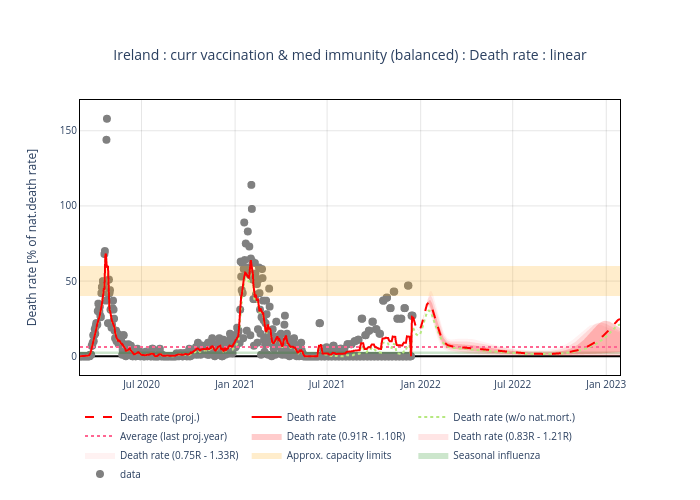 Ireland : curr vaccination & med immunity (balanced) : Death rate : linear
Death rate [% of nat.death rate]
150
100
50
0
Jul 2020
Jan 2021
Jul 2021
Jan 2022
Jul 2022
Jan 2023
Death rate (proj.)
Death rate
Death rate (w/o nat.mort.)
Average (last proj.year)
Death rate (0.91R - 1.10R)
Death rate (0.83R - 1.21R)
Death rate (0.75R - 1.33R)
Approx. capacity limits
Seasonal influenza
data